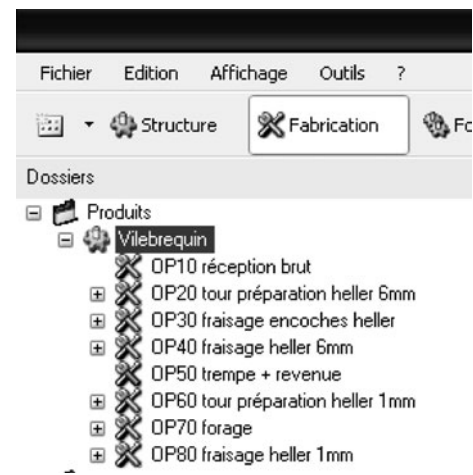 Fichier Edition Affichage Outils ?
Structure Fabrication Fo
Dossiers
Produits
Vilebrequin
OP10 réception brut
OP20 tour préparation heller 6mm
OP30 fraisage encoches heller
OP40 fraisage heller 6mm
OP50 trempe + revenue
OP60 tour préparation heller 1mm
OP70 forage
OP80 fraisage heller 1mm